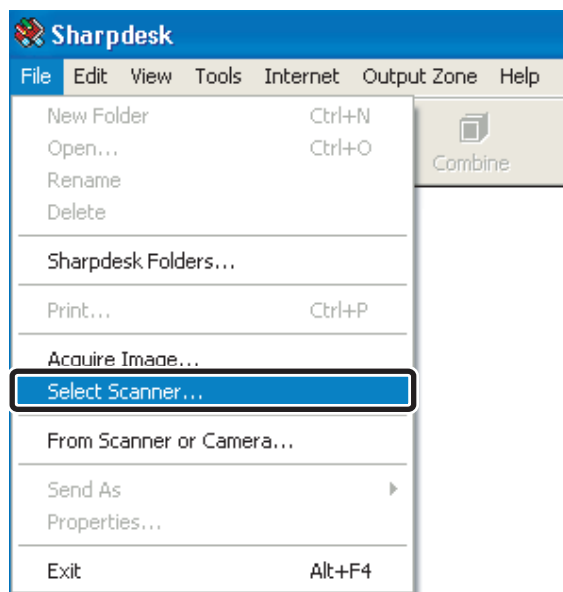 Sharpdesk
File Edit View Tools Internet Output Zone Help
New Folder Ctrl+N
Open... Ctrl+O
Combine
Rename
Delete
Sharpdesk Folders...
Print... Ctrl+P
Acquire Image...
Select Scanner...
From Scanner or Camera...
Send As
Properties...
Exit Alt+F4